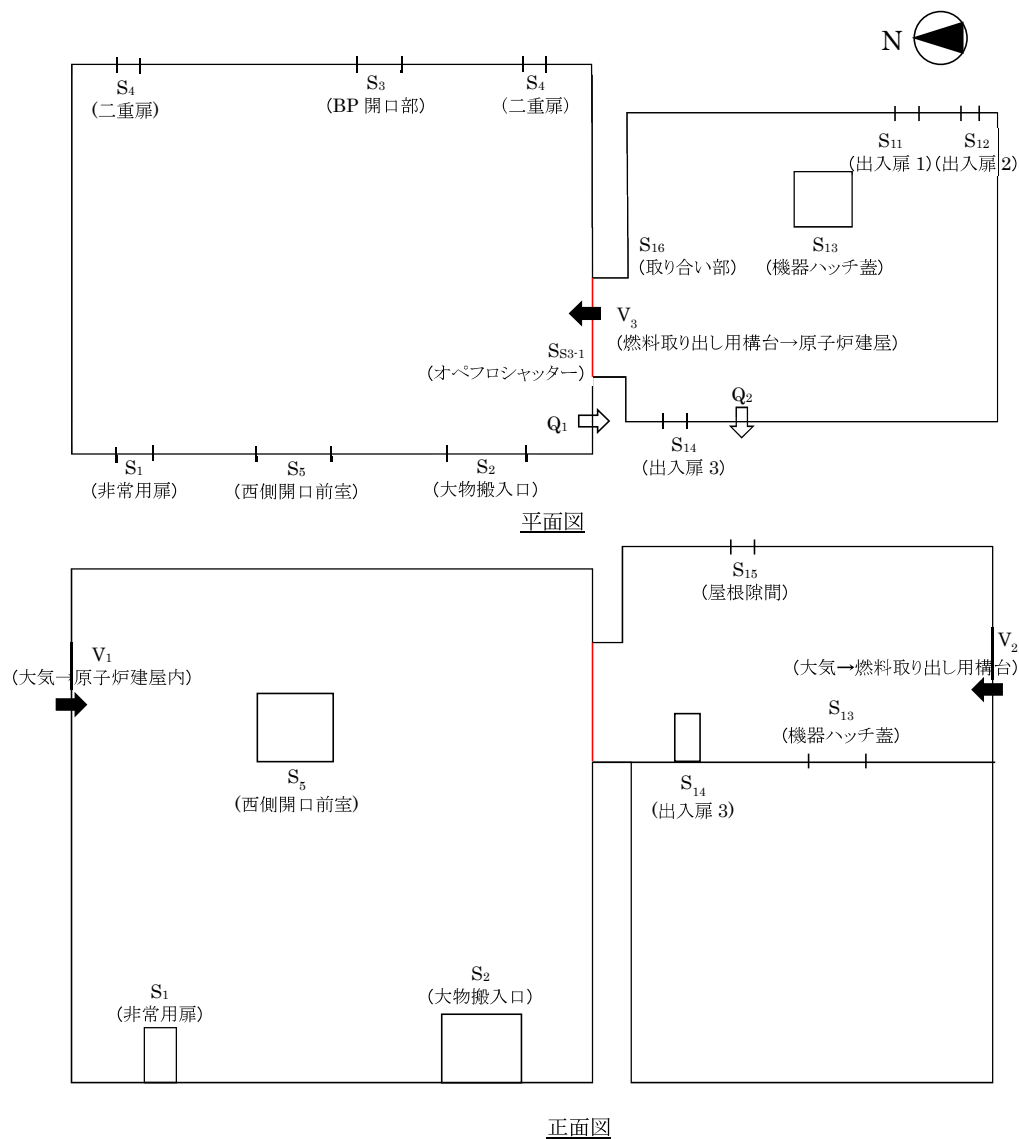 N
S4
(二重扉)
S3
(BP 開口部)
S4
(二重扉)
S11
(出入扉 1)
S12
(出入扉 2)
S16
(取り合い部)
S13
(機器ハッチ蓋)
V3
(燃料取り出し用構台→原子炉建屋)
SS3-1
(オペフロシャッター)
Q1
Q2
S14
(出入扉 3)
S1
(非常用扉)
S5
(西側開口前室)
S2
(大物搬入口)
平面図
S15
(屋根隙間)
V1
(大気→原子炉建屋内)
V2
(大気→燃料取り出し用構台)
S13
(機器ハッチ蓋)
S5
(西側開口前室)
S14
(出入扉 3)
S2
(大物搬入口)
S1
(非常用扉)
正面図